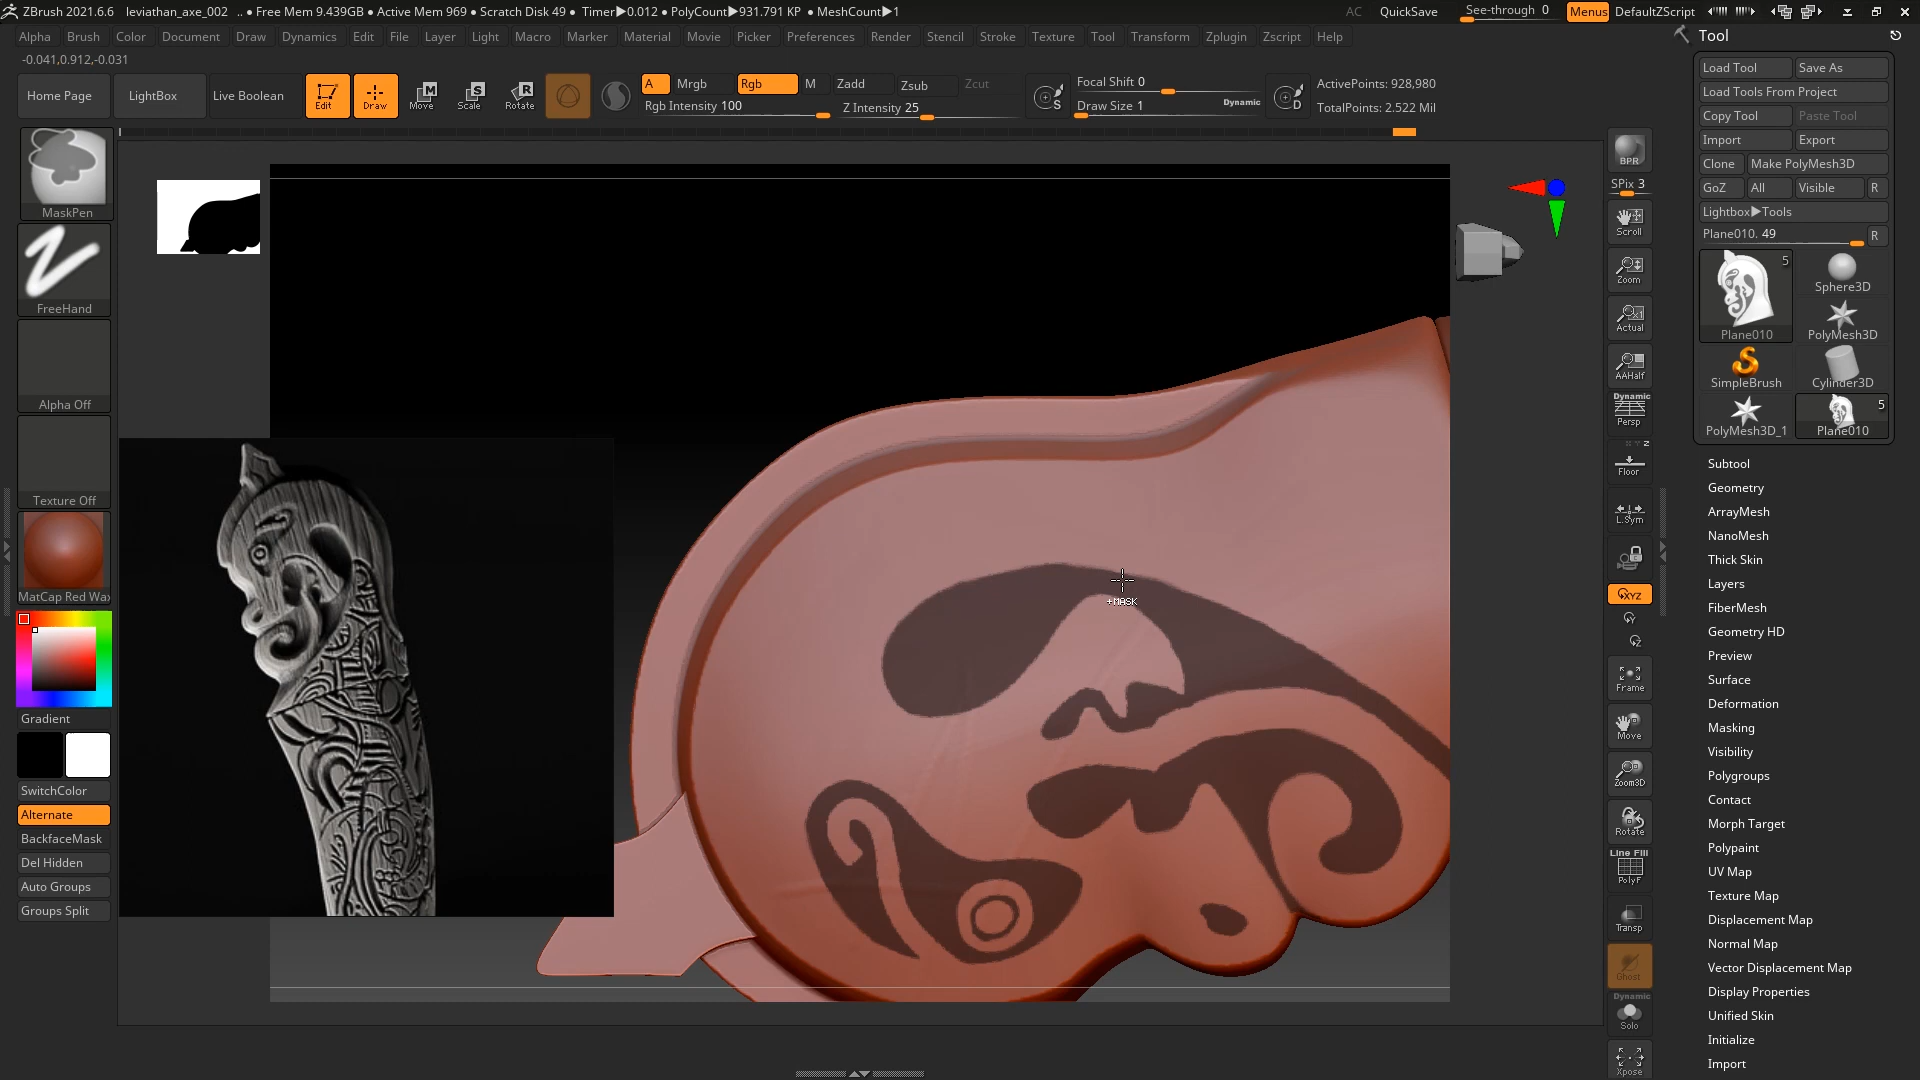 ZBrush 2021.6.6 leviathan_axe_002 .. • Free Mem 9.439GB • Active Mem 969 • Scratch Disk 49 • Timer▶0.012 • PolyCount▶931.791 KP • MeshCount▶1 AC QuickSave See-through 0 Menus DefaultZScript
Alpha Brush Color Document Draw Dynamics Edit File Layer Light Macro Marker Material Movie Picker Preferences Render Stencil Stroke Texture Tool Transform Zplugin Zscript Help
-0.041,0.912,-0.031
Home Page LightBox Live Boolean Edit Draw Move Scale Rotate
A Mrgb Rgb M Zadd Zsub Zcut
Rgb Intensity 100 Z Intensity 25
Focal Shift 0
Draw Size 1 Dynamic
ActivePoints: 928,980
TotalPoints: 2.522 Mil
MaskPen
FreeHand
Alpha Off
Texture Off
MatCap Red Wax
Gradient
SwitchColor
Alternate
BackfaceMask
Del Hidden
Auto Groups
Groups Split
+MASK
BPR
SPix 3
Scroll
Zoom
Actual
AAHalf
Dynamic
Persp
Floor
L.Sym
XYZ
Frame
Move
Zoom3D
Rotate
Line Fill
PolyF
Transp
Ghost
Dynamic
Solo
Xpose
Tool
Load Tool Save As
Load Tools From Project
Copy Tool Paste Tool
Import Export
Clone Make PolyMesh3D
GoZ All Visible R
Lightbox▶Tools
Plane010. 49 R
5
Plane010
Sphere3D
PolyMesh3D
SimpleBrush Cylinder3D
5
PolyMesh3D_1 Plane010
Subtool
Geometry
ArrayMesh
NanoMesh
Thick Skin
Layers
FiberMesh
Geometry HD
Preview
Surface
Deformation
Masking
Visibility
Polygroups
Contact
Morph Target
Polypaint
UV Map
Texture Map
Displacement Map
Normal Map
Vector Displacement Map
Display Properties
Unified Skin
Initialize
Import